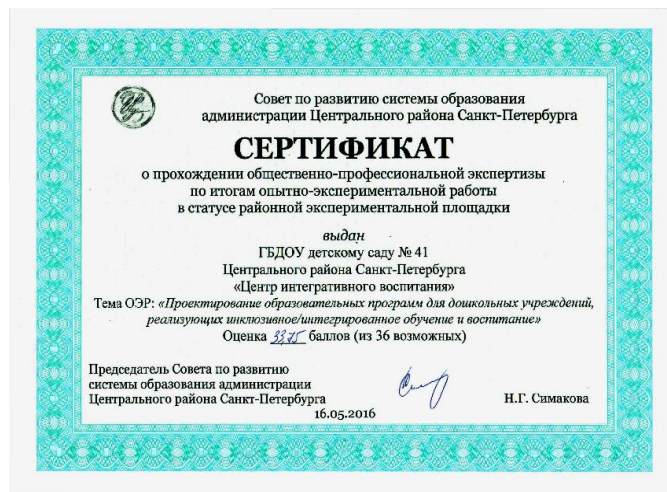 Совет по развитию системы образования
администрации Центрального района Санкт-Петербурга
СЕРТИФИКАТ
о прохождении общественно-профессиональной экспертизы
по итогам опытно-экспериментальной работы
в статусе районной экспериментальной площадки
выдан
ГБДОУ детскому саду № 41
Центрального района Санкт-Петербурга
«Центр интегративного воспитания»
Тема ОЭР: «Проектирование образовательных программ для дошкольных учреждений,
реализующих инклюзивное/интегрированное обучение и воспитание»
Оценка 33,75 баллов (из 36 возможных)
Председатель Совета по развитию
системы образования администрации
Центрального района Санкт-Петербурга
Н.Г. Симакова
16.05.2016